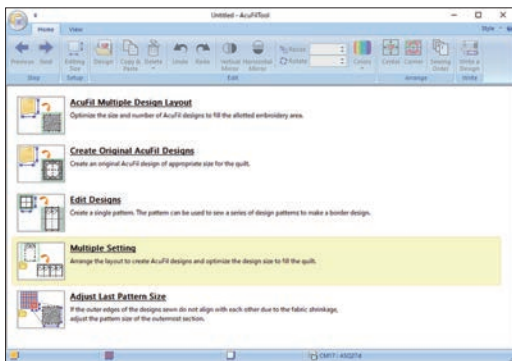 Untitled - AcuFilTool
Home View Style
Previous Next Editing Size Design Copy & Paste Delete Undo Redo Vertical Mirror Horizontal Mirror Resize Rotate Colors Center Corner Sewing Order Write a Design
Step Setup Edit Arrange Write
AcuFil Multiple Design Layout
Optimize the size and number of AcuFil designs to fill the allotted embroidery area.
Create Original AcuFil Designs
Create an original AcuFil design of appropriate size for the quilt.
Edit Designs
Create a single pattern. The pattern can be used to sew a series of design patterns to make a border design.
Multiple Setting
Arrange the layout to create AcuFil designs and optimize the design size to fill the quilt.
Adjust Last Pattern Size
If the outer edges of the designs sewn do not align with each other due to the fabric shrinkage,
adjust the pattern size of the outermost section.
CM17 : ASQ27d